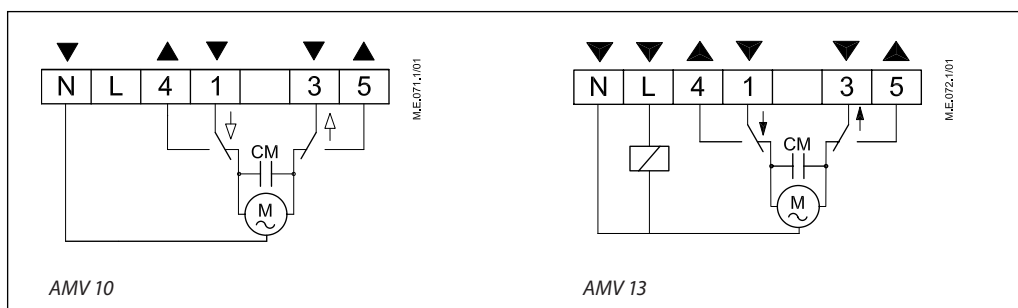 N L 4 1 3 5
M.E.071.1/01
CM
M
AMV 10
N L 4 1 3 5
M.E.072.1/01
CM
M
AMV 13